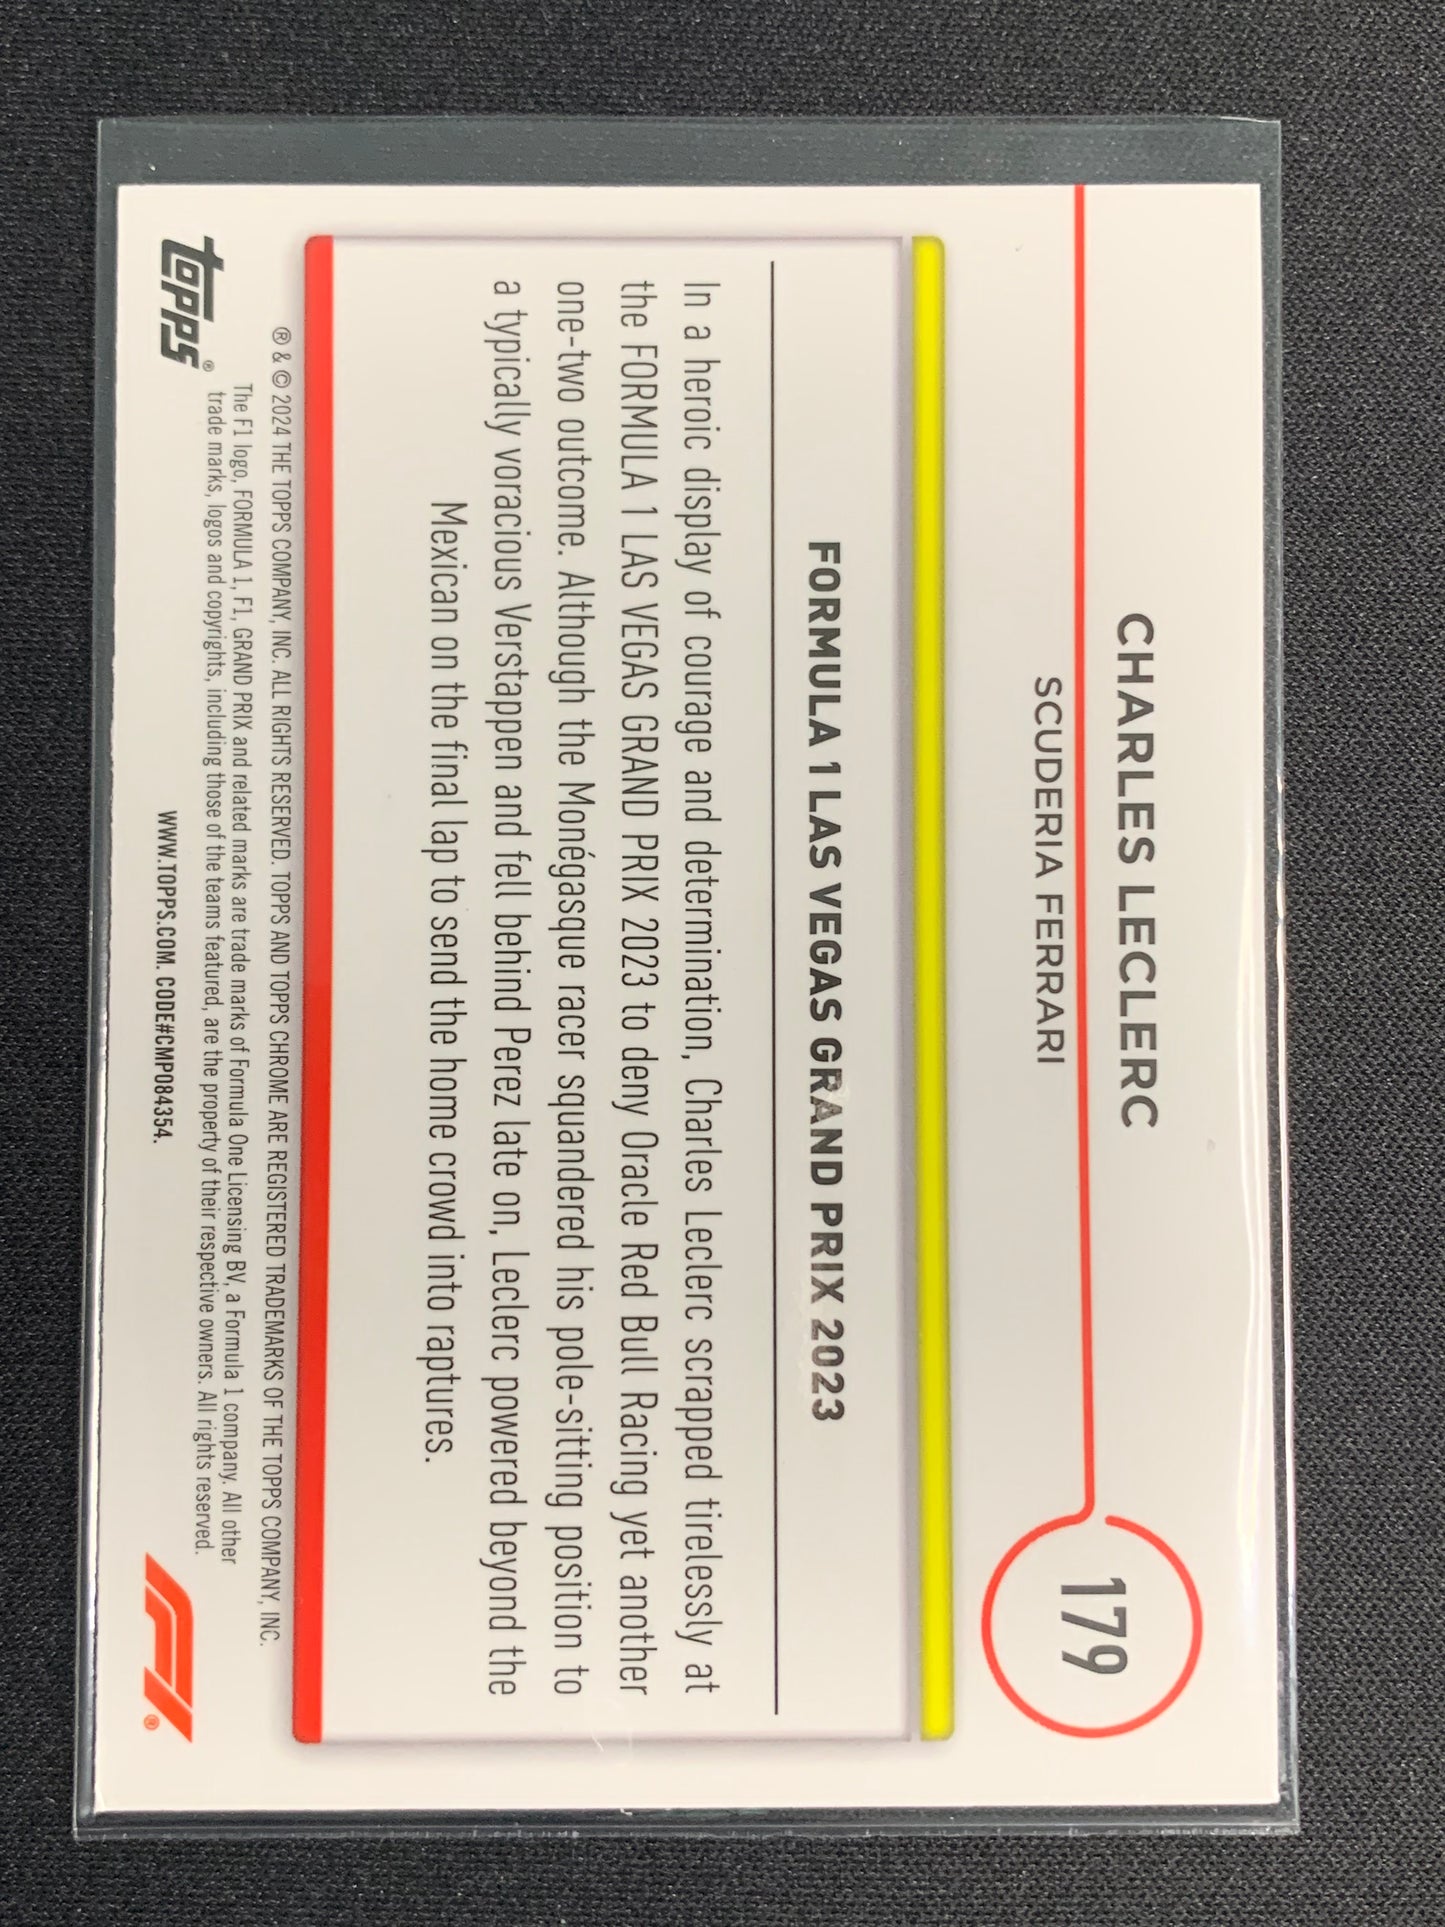 CHARLES LECLERC
SCUDERIA FERRARI
179
FORMULA 1 LAS VEGAS GRAND PRIX 2023
In a heroic display of courage and determination, Charles Leclerc scrapped tirelessly at
the FORMULA 1 LAS VEGAS GRAND PRIX 2023 to deny Oracle Red Bull Racing yet another
one-two outcome. Although the Monégasque racer squandered his pole-sitting position to
a typically voracious Verstappen and fell behind Perez late on, Leclerc powered beyond the
Mexican on the final lap to send the home crowd into raptures.
® & © 2024 THE TOPPS COMPANY, INC. ALL RIGHTS RESERVED. TOPPS AND TOPPS CHROME ARE REGISTERED TRADEMARKS OF THE TOPPS COMPANY, INC.
The F1 logo, FORMULA 1, F1, GRAND PRIX and related marks are trade marks of Formula One Licensing BV, a Formula 1 company. All other
trade marks, logos and copyrights, including those of the teams featured, are the property of their respective owners. All rights reserved.
WWW.TOPPS.COM. CODE#CMP084354.
topps®
F1®